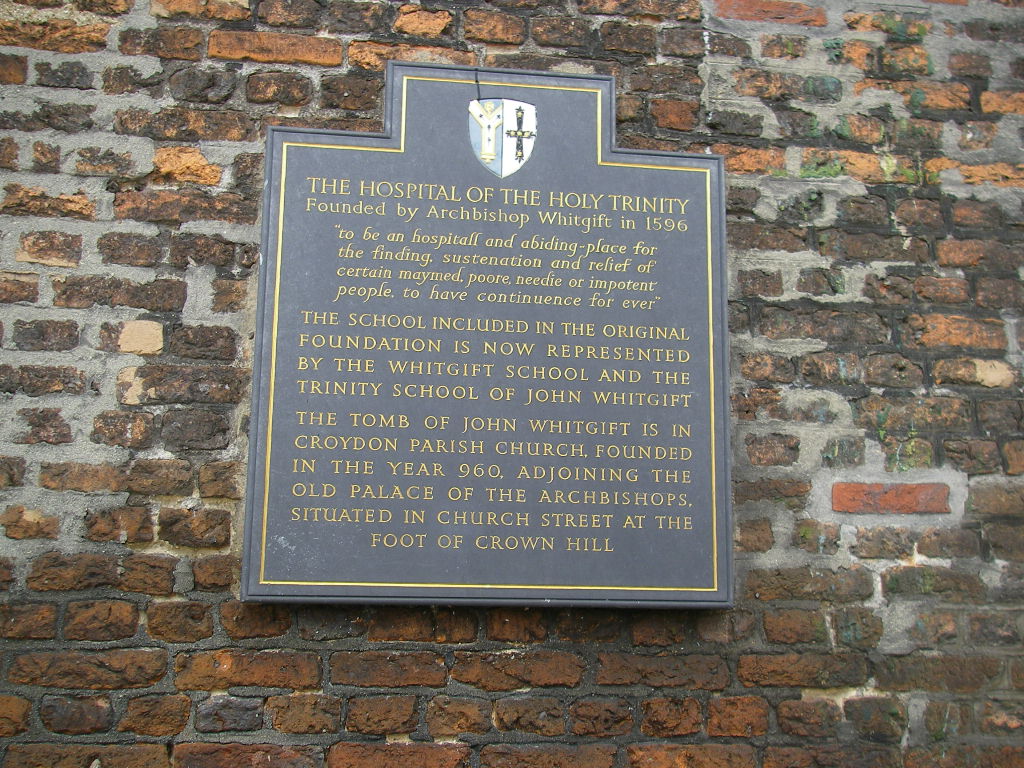 THE HOSPITAL OF THE HOLY TRINITY
Founded by Archbishop Whitgift in 1596
"to be an hospitall and abiding-place for
the finding, sustenation and relief of
certain maymed, poore, needie or impotent
people, to have continuence for ever"
THE SCHOOL INCLUDED IN THE ORIGINAL
FOUNDATION IS NOW REPRESENTED
BY THE WHITGIFT SCHOOL AND THE
TRINITY SCHOOL OF JOHN WHITGIFT
THE TOMB OF JOHN WHITGIFT IS IN
CROYDON PARISH CHURCH, FOUNDED
IN THE YEAR 960, ADJOINING THE
OLD PALACE OF THE ARCHBISHOPS,
SITUATED IN CHURCH STREET AT THE
FOOT OF CROWN HILL